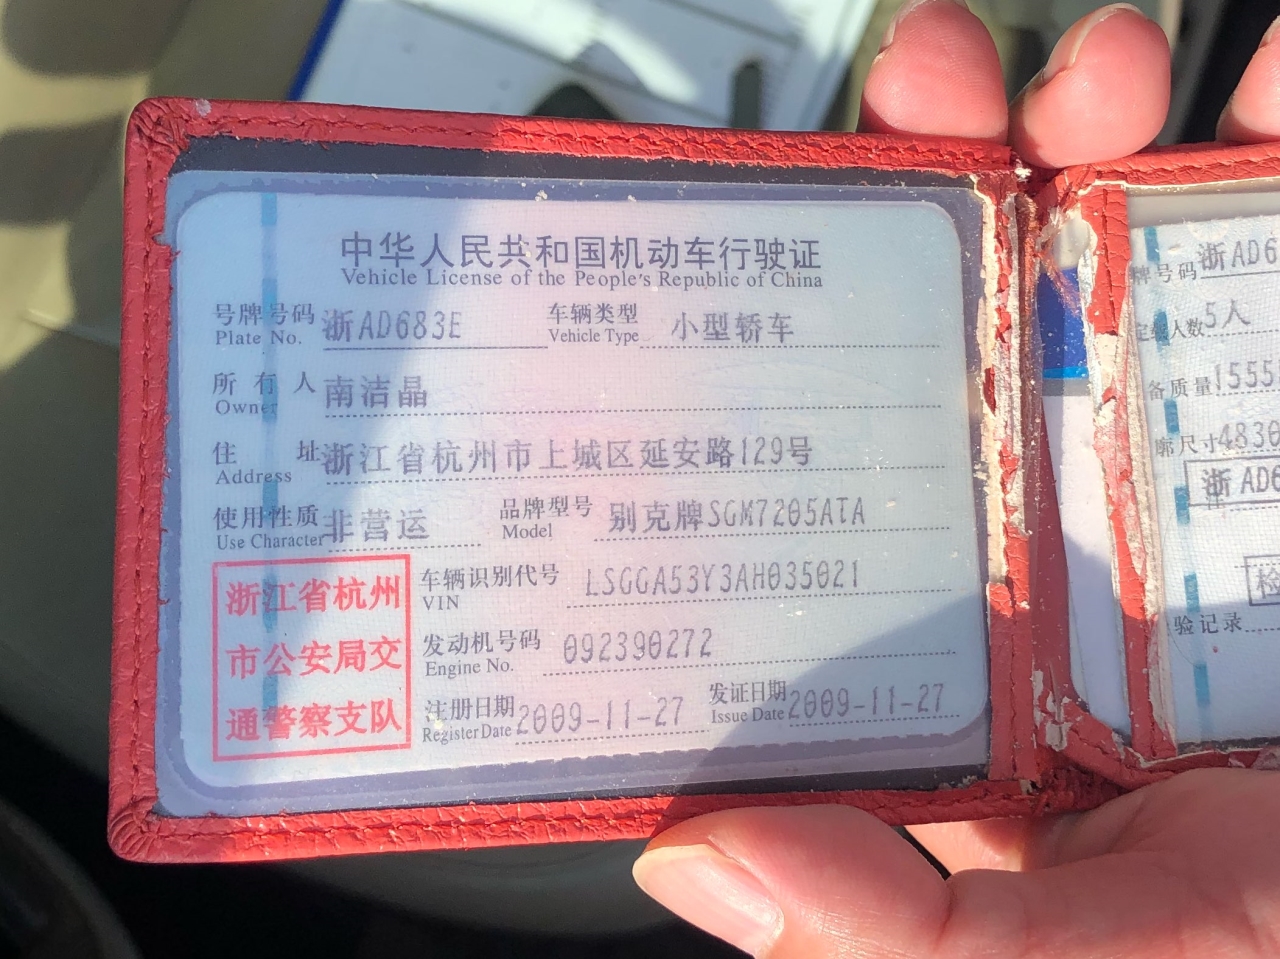 中华人民共和国机动车行驶证
Vehicle License of the People's Republic of China
号牌号码 浙AD683E 车辆类型 小型轿车
Plate No. Vehicle Type
所有人 南洁晶
Owner
住址 浙江省杭州市上城区延安路129号
Address
使用性质 非营运 品牌型号 别克牌SGM7205ATA
Use Character Model
浙江省杭州
市公安局交
通警察支队
车辆识别代号 LSGGA53Y3AH035021
VIN
发动机号码 092390272
Engine No.
注册日期 2009-11-27 发证日期 2009-11-27
Register Date Issue Date
牌号码 浙AD6
人数 5人
备质量 1555
廓尺寸 4830
浙AD6
检
验记录